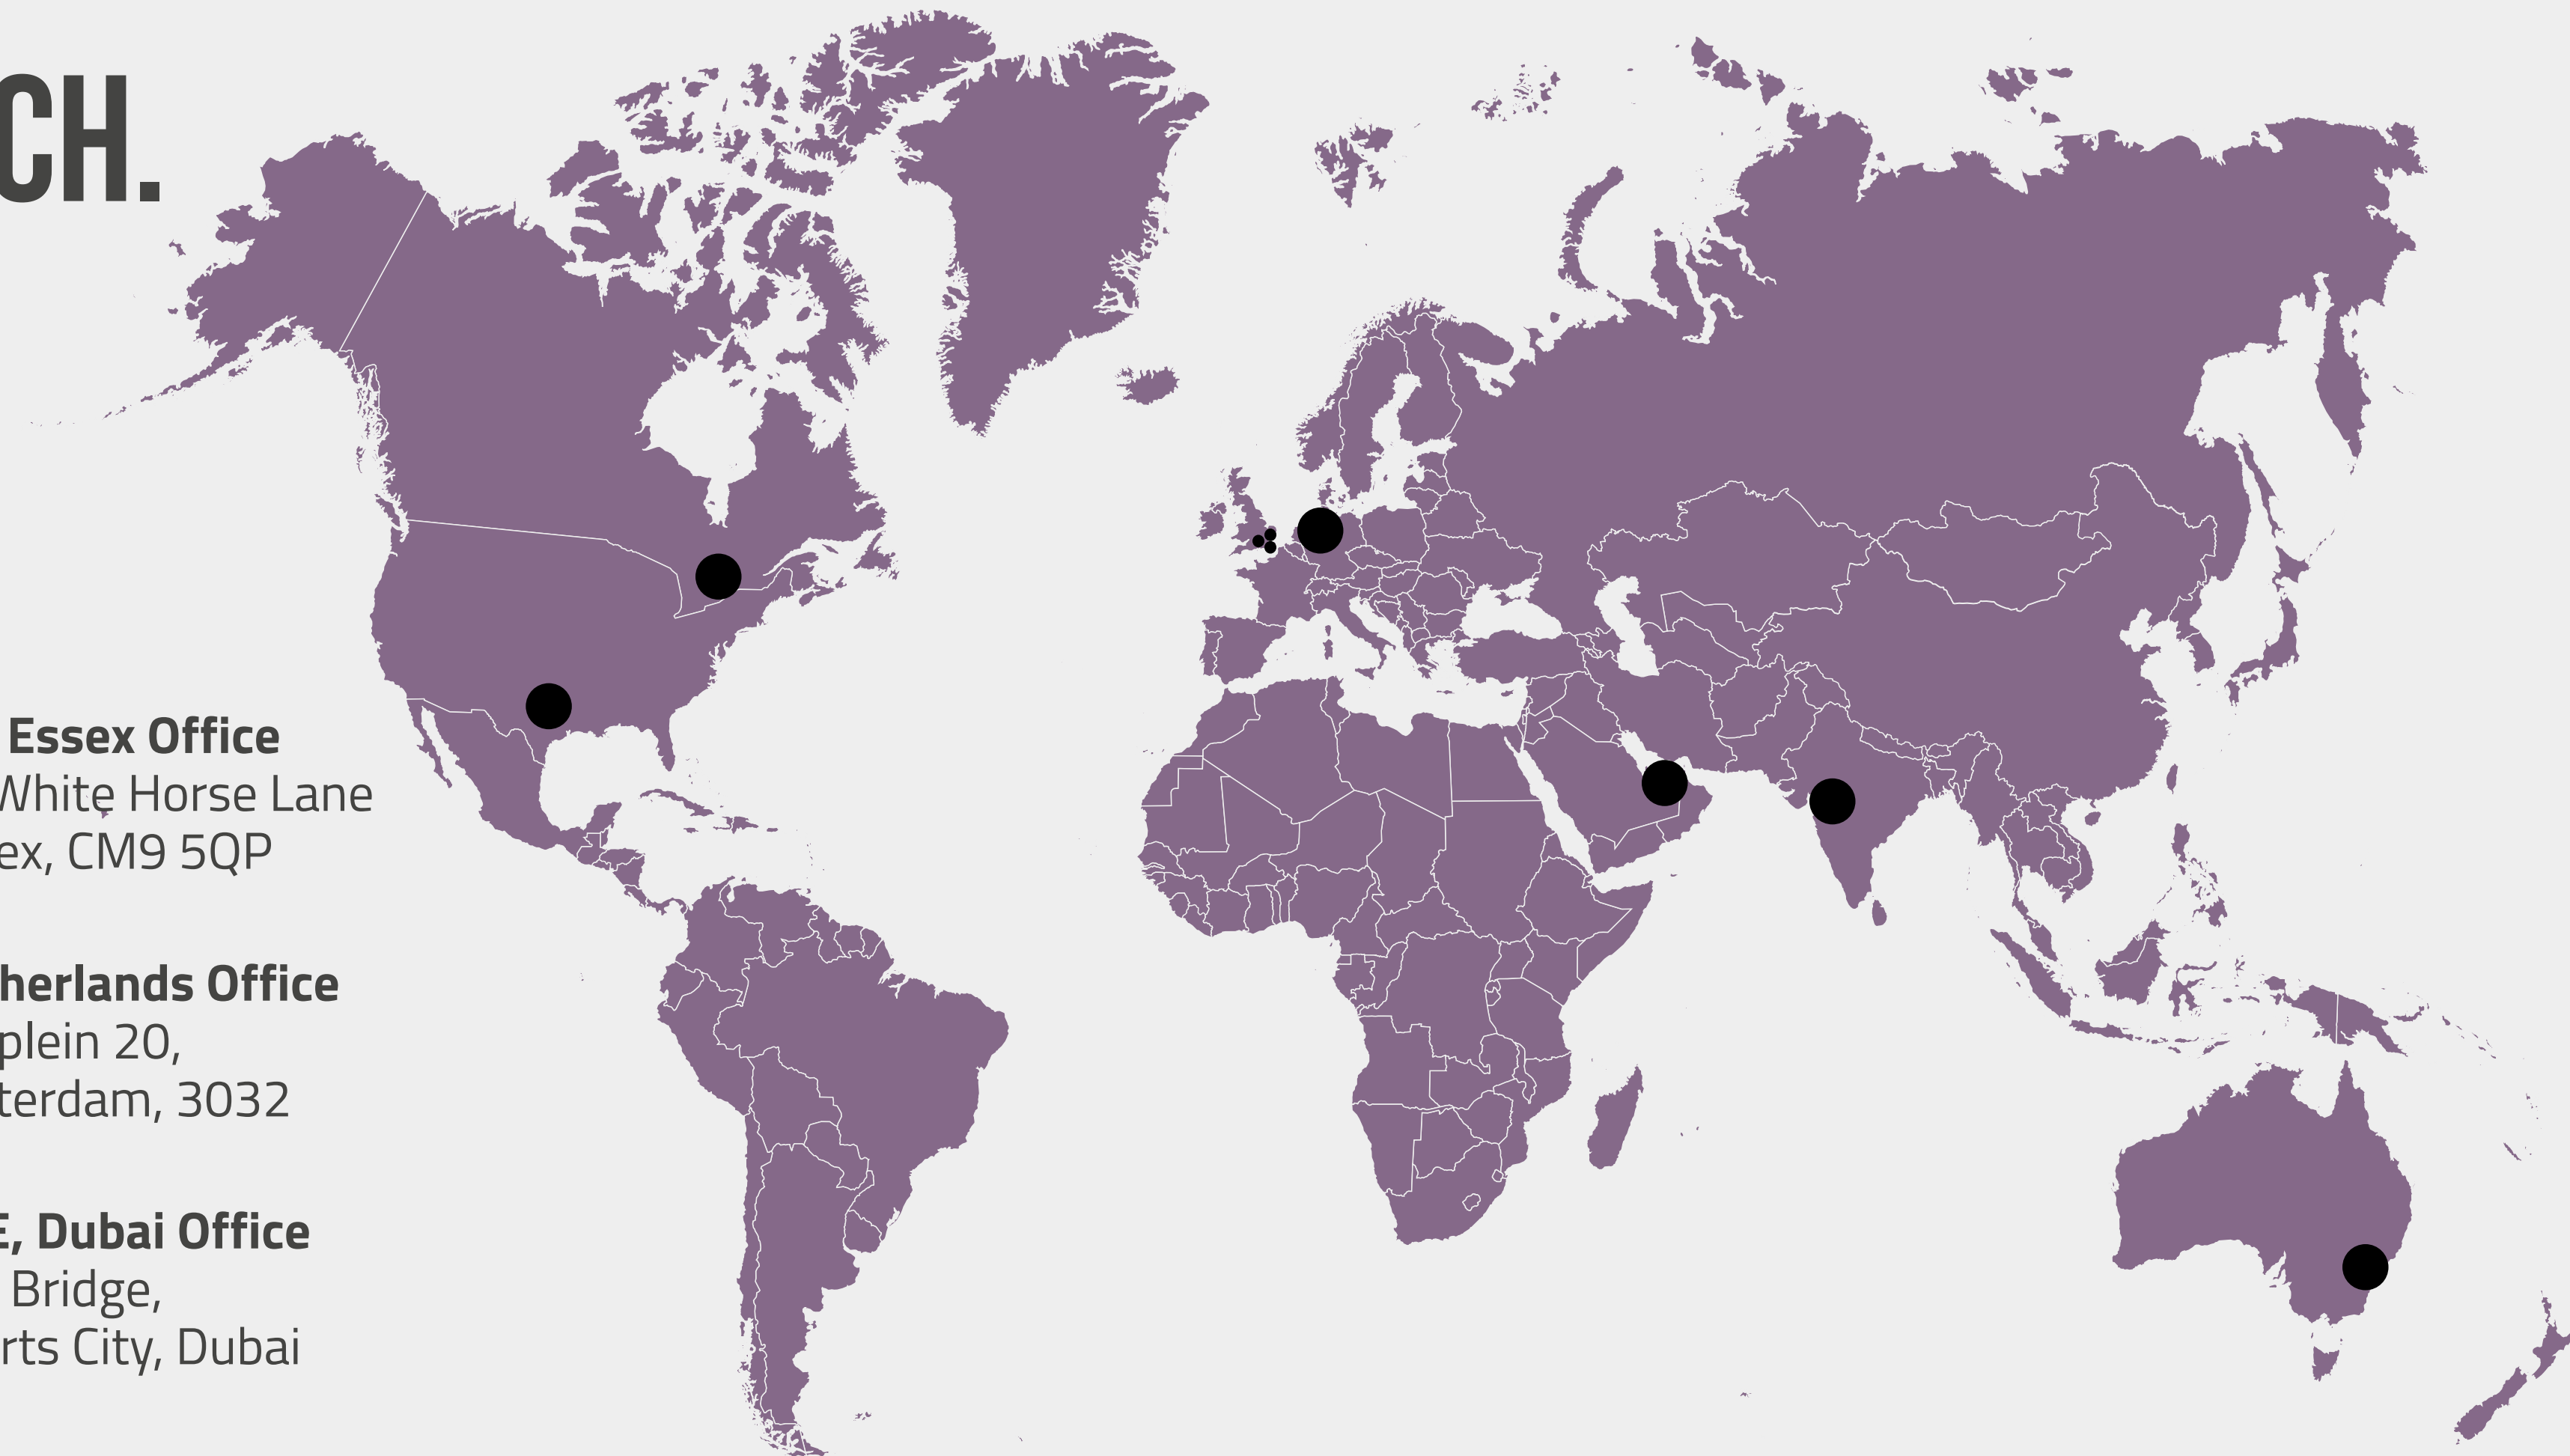 CH.
Essex Office
White Horse Lane
ex, CM9 5QP
herlands Office
plein 20,
terdam, 3032
E, Dubai Office
Bridge,
rts City, Dubai